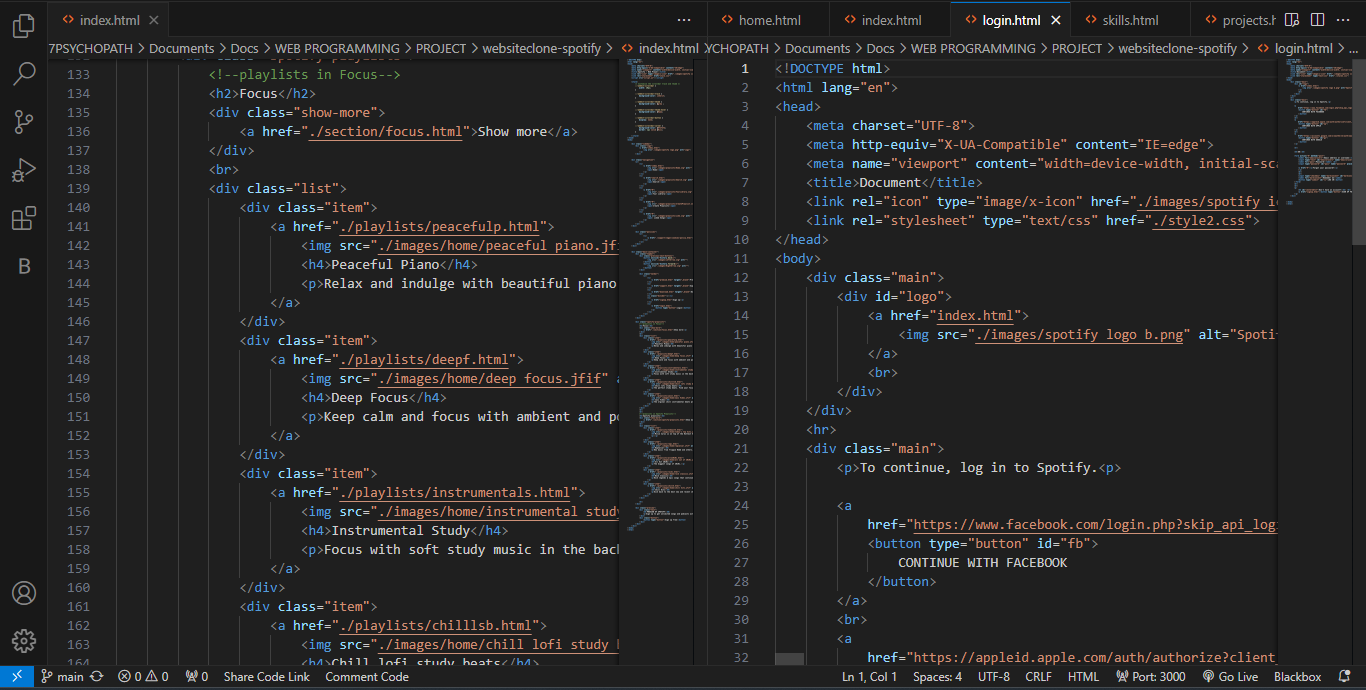 index.html
home.html
index.html
login.html
skills.html
projects.h
7PSYCHOPATH > Documents > Docs > WEB PROGRAMMING > PROJECT > websiteclone-spotify > index.html
YCHOPATH > Documents > Docs > WEB PROGRAMMING > PROJECT > websiteclone-spotify > login.html > ...
133 <!--playlists in Focus-->
134 <h2>Focus</h2>
135 <div class="show-more">
136 <a href="./section/focus.html">Show more</a>
137 </div>
138 <br>
139 <div class="list">
140 <div class="item">
141 <a href="./playlists/peacefulp.html">
142 <img src="./images/home/peaceful piano.jfi
143 <h4>Peaceful Piano</h4>
144 <p>Relax and indulge with beautiful piano
145 </a>
146 </div>
147 <div class="item">
148 <a href="./playlists/deepf.html">
149 <img src="./images/home/deep focus.jfif" a
150 <h4>Deep Focus</h4>
151 <p>Keep calm and focus with ambient and po
152 </a>
153 </div>
154 <div class="item">
155 <a href="./playlists/instrumentals.html">
156 <img src="./images/home/instrumental study
157 <h4>Instrumental Study</h4>
158 <p>Focus with soft study music in the back
159 </a>
160 </div>
161 <div class="item">
162 <a href="./playlists/chilllsb.html">
163 <img src="./images/home/chill lofi study b
164 <h4>Chill lofi study beats</h4>
1 <!DOCTYPE html>
2 <html lang="en">
3 <head>
4 <meta charset="UTF-8">
5 <meta http-equiv="X-UA-Compatible" content="IE=edge">
6 <meta name="viewport" content="width=device-width, initial-sca
7 <title>Document</title>
8 <link rel="icon" type="image/x-icon" href="./images/spotify ic
9 <link rel="stylesheet" type="text/css" href="./style2.css">
10 </head>
11 <body>
12 <div class="main">
13 <div id="logo">
14 <a href="index.html">
15 <img src="./images/spotify logo b.png" alt="Spotif
16 </a>
17 <br>
18 </div>
19 </div>
20 <hr>
21 <div class="main">
22 <p>To continue, log in to Spotify.<p>
23
24 <a
25 href="https://www.facebook.com/login.php?skip_api_logi
26 <button type="button" id="fb">
27 CONTINUE WITH FACEBOOK
28 </button>
29 </a>
30 <br>
31 <a
32 href="https://appleid.apple.com/auth/authorize?client_
main 0 0 0 Share Code Link Comment Code Ln 1, Col 1 Spaces: 4 UTF-8 CRLF HTML Port: 3000 Go Live Blackbox